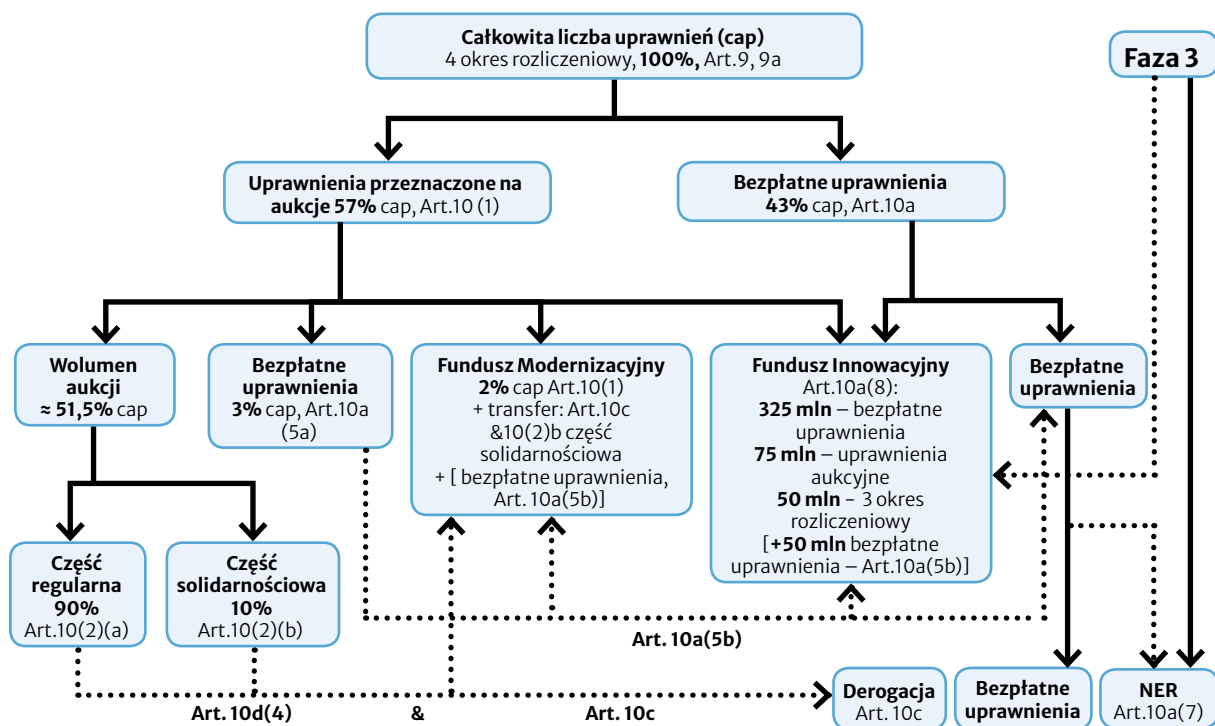 Całkowita liczba uprawnień (cap)
4 okres rozliczeniowy, 100%, Art.9, 9a
Faza 3
Uprawnienia przeznaczone na
aukcje 57% cap, Art.10 (1)
Bezpłatne uprawnienia
43% cap, Art.10a
Wolumen
aukcji
≈ 51,5% cap
Bezpłatne
uprawnienia
3% cap, Art.10a
(5a)
Fundusz Modernizacyjny
2% cap Art.10(1)
+ transfer: Art.10c
&10(2)b część
solidarnościowa
+ [ bezpłatne uprawnienia,
Art. 10a(5b)]
Fundusz Innowacyjny
Art.10a(8):
325 mln – bezpłatne
uprawnienia
75 mln – uprawnienia
aukcyjne
50 mln - 3 okres
rozliczeniowy
[+50 mln bezpłatne
uprawnienia – Art.10a(5b)]
Bezpłatne
uprawnienia
Część
regularna
90%
Art.10(2)(a)
Część
solidarnościowa
10%
Art.10(2)(b)
Art. 10a(5b)
Art. 10d(4) & Art. 10c
Derogacja
Art. 10c
Bezpłatne
uprawnienia
NER
Art.10a(7)